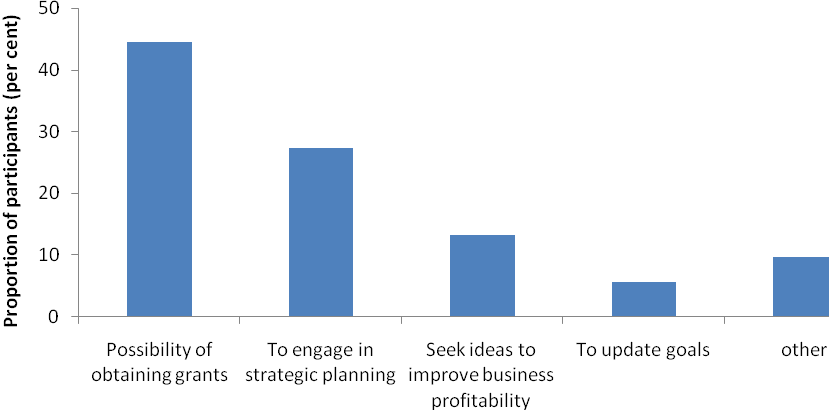 Proportion of participants (per cent)
50
40
30
20
10
0
Possibility of
obtaining grants
To engage in
strategic planning
Seek ideas to
improve business
profitability
To update goals
other